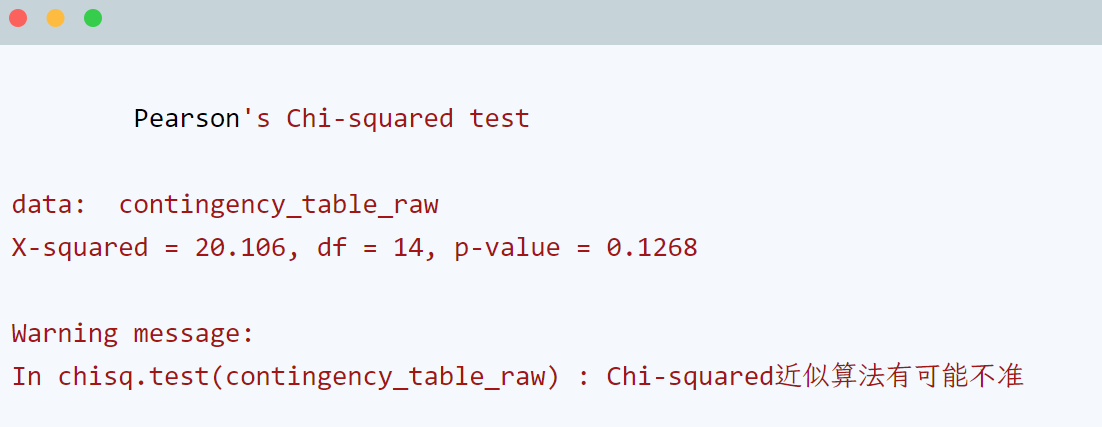 Pearson's Chi-squared test
data:  contingency_table_raw
X-squared = 20.106, df = 14, p-value = 0.1268
Warning message:
In chisq.test(contingency_table_raw) : Chi-squared近似算法有可能不准